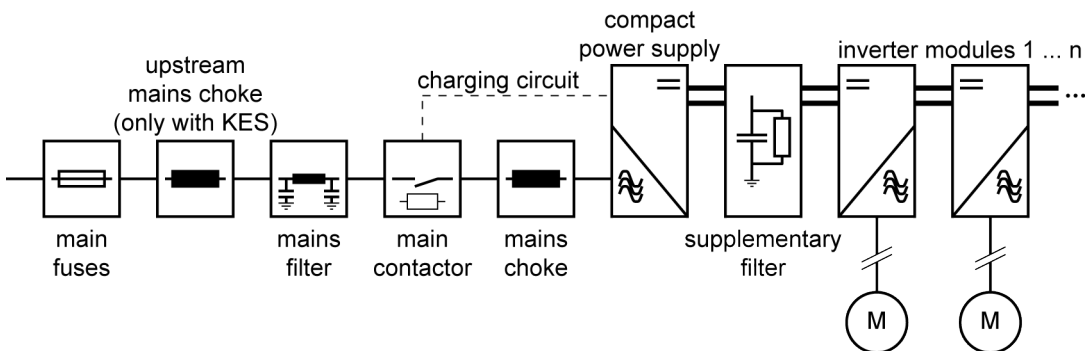 compact
power supply
inverter modules 1 ... n
upstream
mains choke
(only with KES)
charging circuit
...
main
fuses
mains
filter
main
contactor
mains
choke
supplementary
filter
M
M